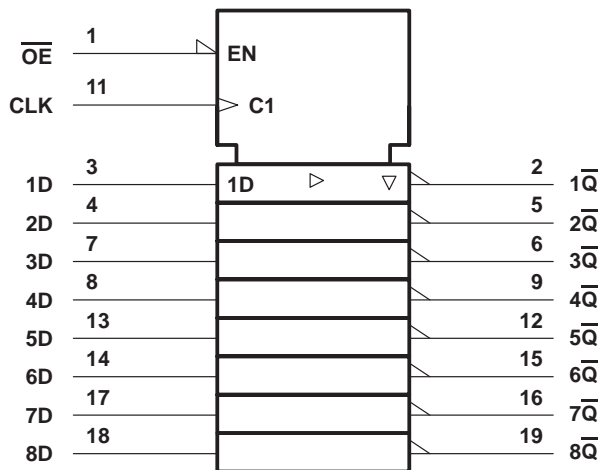 OE̅ 1 EN
CLK 11 C1
1D 3 1D 2 1Q̅
2D 4 5 2Q̅
3D 7 6 3Q̅
4D 8 9 4Q̅
5D 13 12 5Q̅
6D 14 15 6Q̅
7D 17 16 7Q̅
8D 18 19 8Q̅